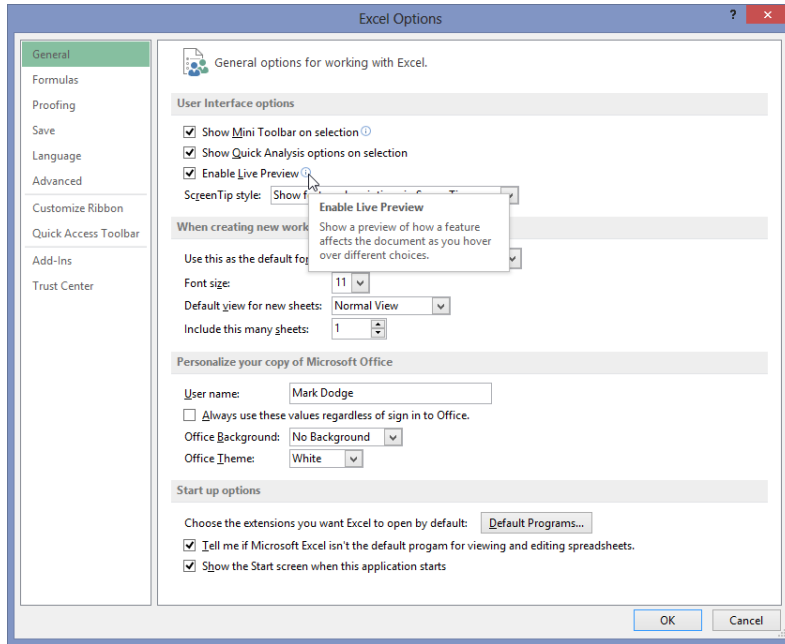 Excel Options
?
General
Formulas
Proofing
Save
Language
Advanced
Customize Ribbon
Quick Access Toolbar
Add-Ins
Trust Center
General options for working with Excel.
User Interface options
Show Mini Toolbar on selection
Show Quick Analysis options on selection
Enable Live Preview
ScreenTip style: Show
Enable Live Preview
Show a preview of how a feature
affects the document as you hover
over different choices.
When creating new
Use this as the default
Font size: 11
Default view for new sheets: Normal View
Include this many sheets: 1
Personalize your copy of Microsoft Office
User name: Mark Dodge
Always use these values regardless of sign in to Office.
Office Background: No Background
Office Theme: White
Start up options
Choose the extensions you want Excel to open by default: Default Programs...
Tell me if Microsoft Excel isn't the default progam for viewing and editing spreadsheets.
Show the Start screen when this application starts
OK Cancel